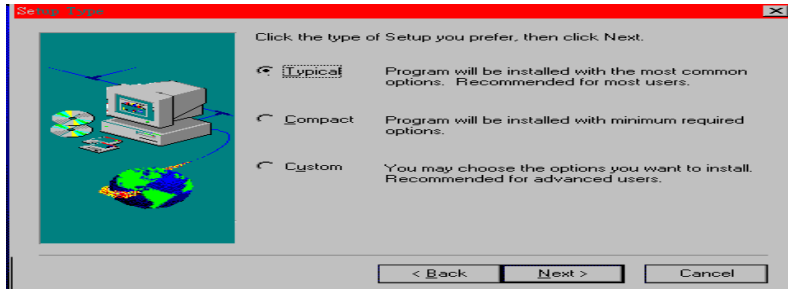 Setup Type
Click the type of Setup you prefer, then click Next.
Typical
Program will be installed with the most common
options. Recommended for most users.
Compact
Program will be installed with minimum required
options.
Custom
You may choose the options you want to install.
Recommended for advanced users.
< Back
Next >
Cancel